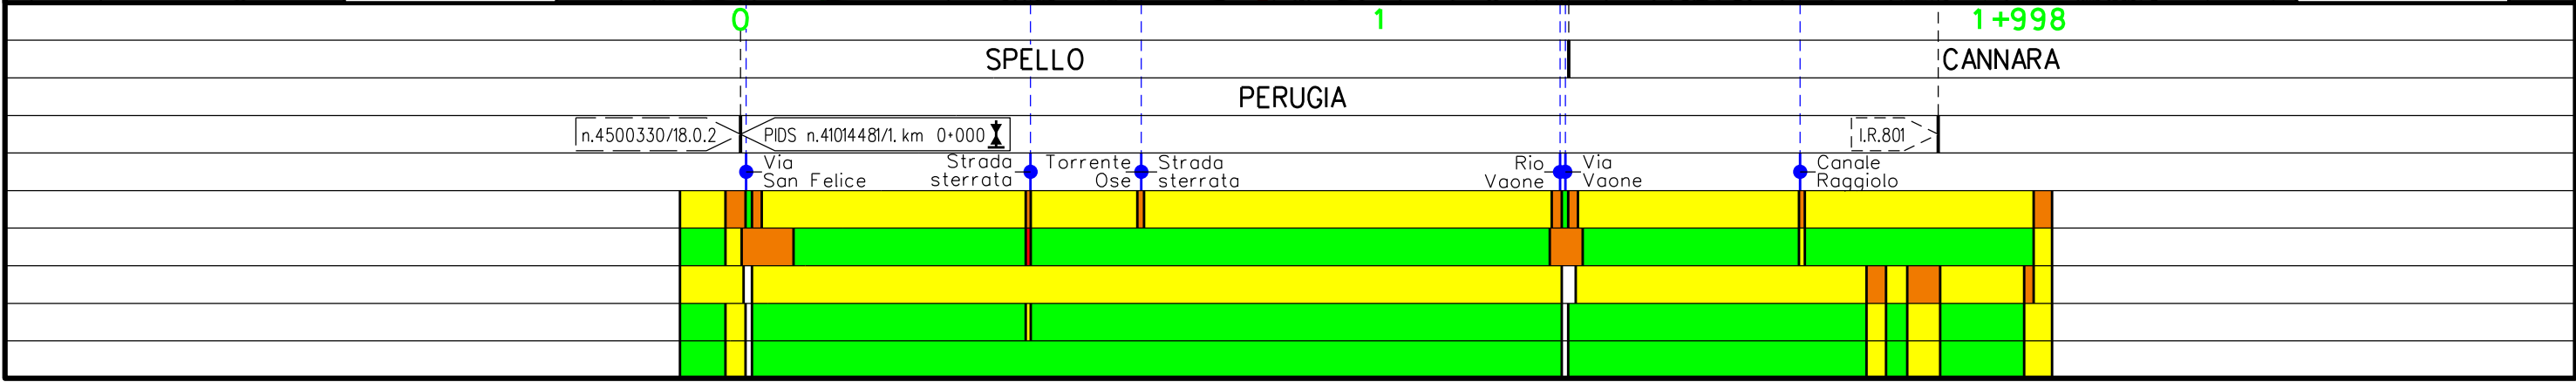 0 1 1+998
SPELLO CANNARA
PERUGIA
n.4500330/18.0.2 PIDS n.41014481/1. km 0+000 I.R.801
Via San Felice
Strada sterrata
Torrente Ose
Strada sterrata
Rio Vaone
Via Vaone
Canale Raggiolo